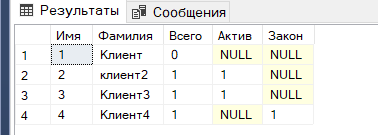 Результаты Сообщения
Имя Фамилия Всего Актив Закон
1 1 Клиент 0 NULL NULL
2 2 клиент2 1 1 NULL
3 3 Клиент3 1 1 NULL
4 4 Клиент4 1 NULL 1